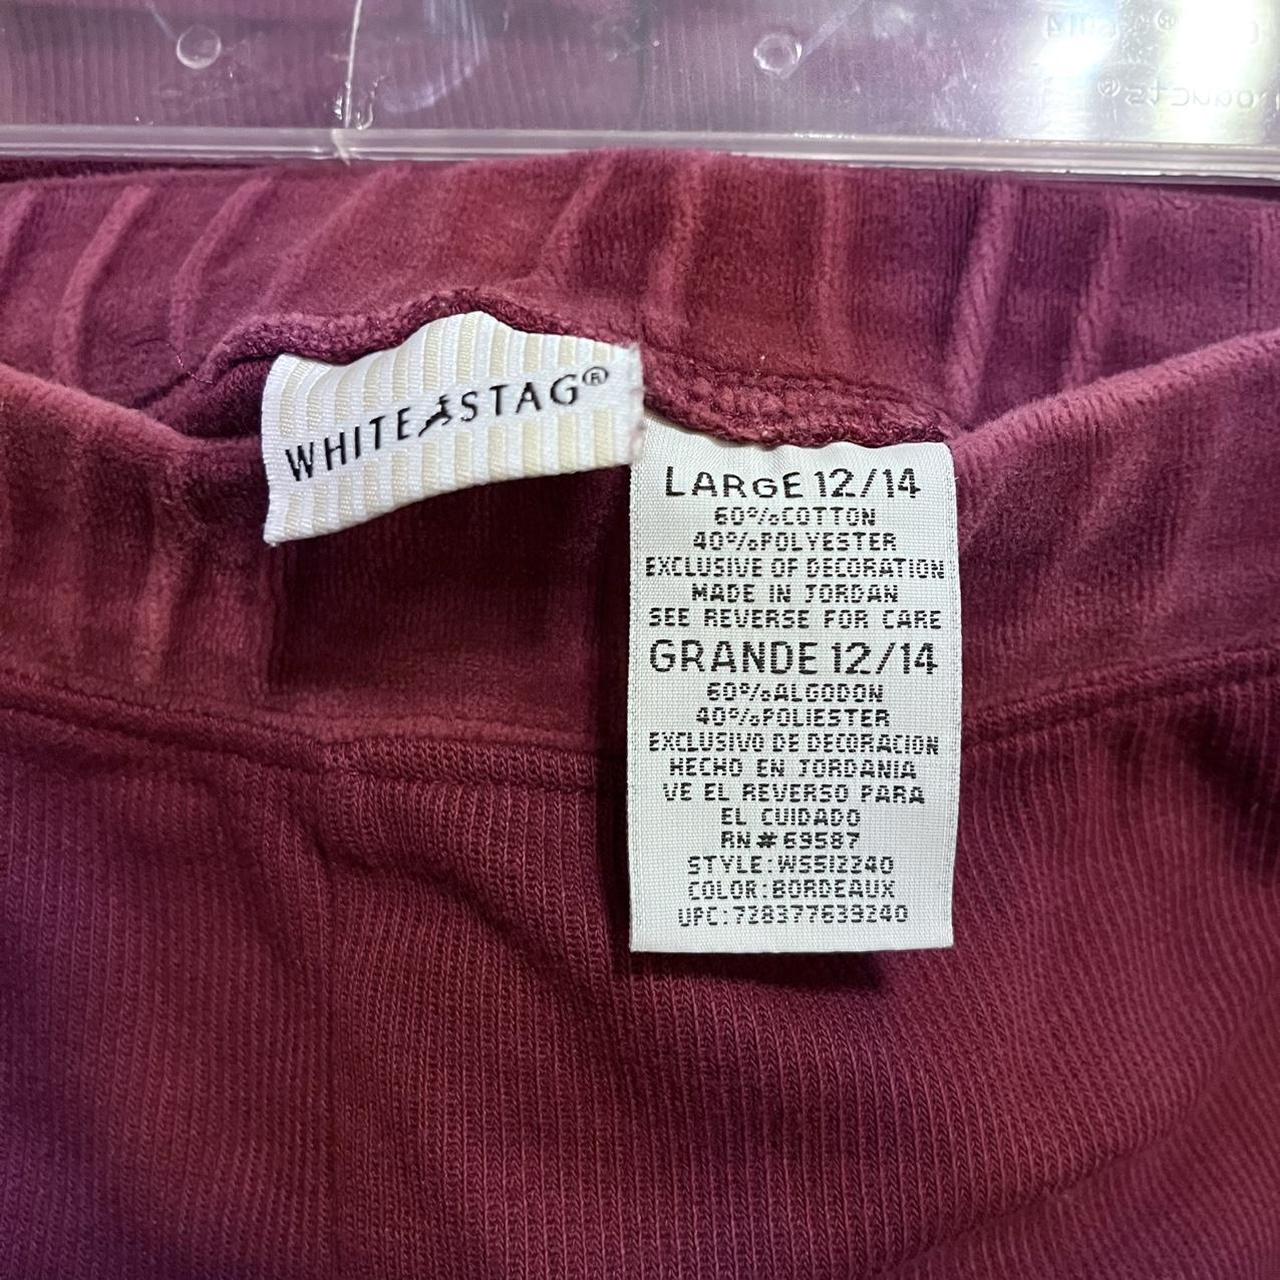 WHITE STAG®
LARGE 12/14
60%COTTON
40%POLYESTER
EXCLUSIVE OF DECORATION
MADE IN JORDAN
SEE REVERSE FOR CARE
GRANDE 12/14
60%ALGODON
40%POLIESTER
EXCLUSIVO DE DECORACION
HECHO EN JORDANIA
VE EL REVERSO PARA
EL CUIDADO
RN#69587
STYLE:WS512240
COLOR:BORDEAUX
UPC:728377639240